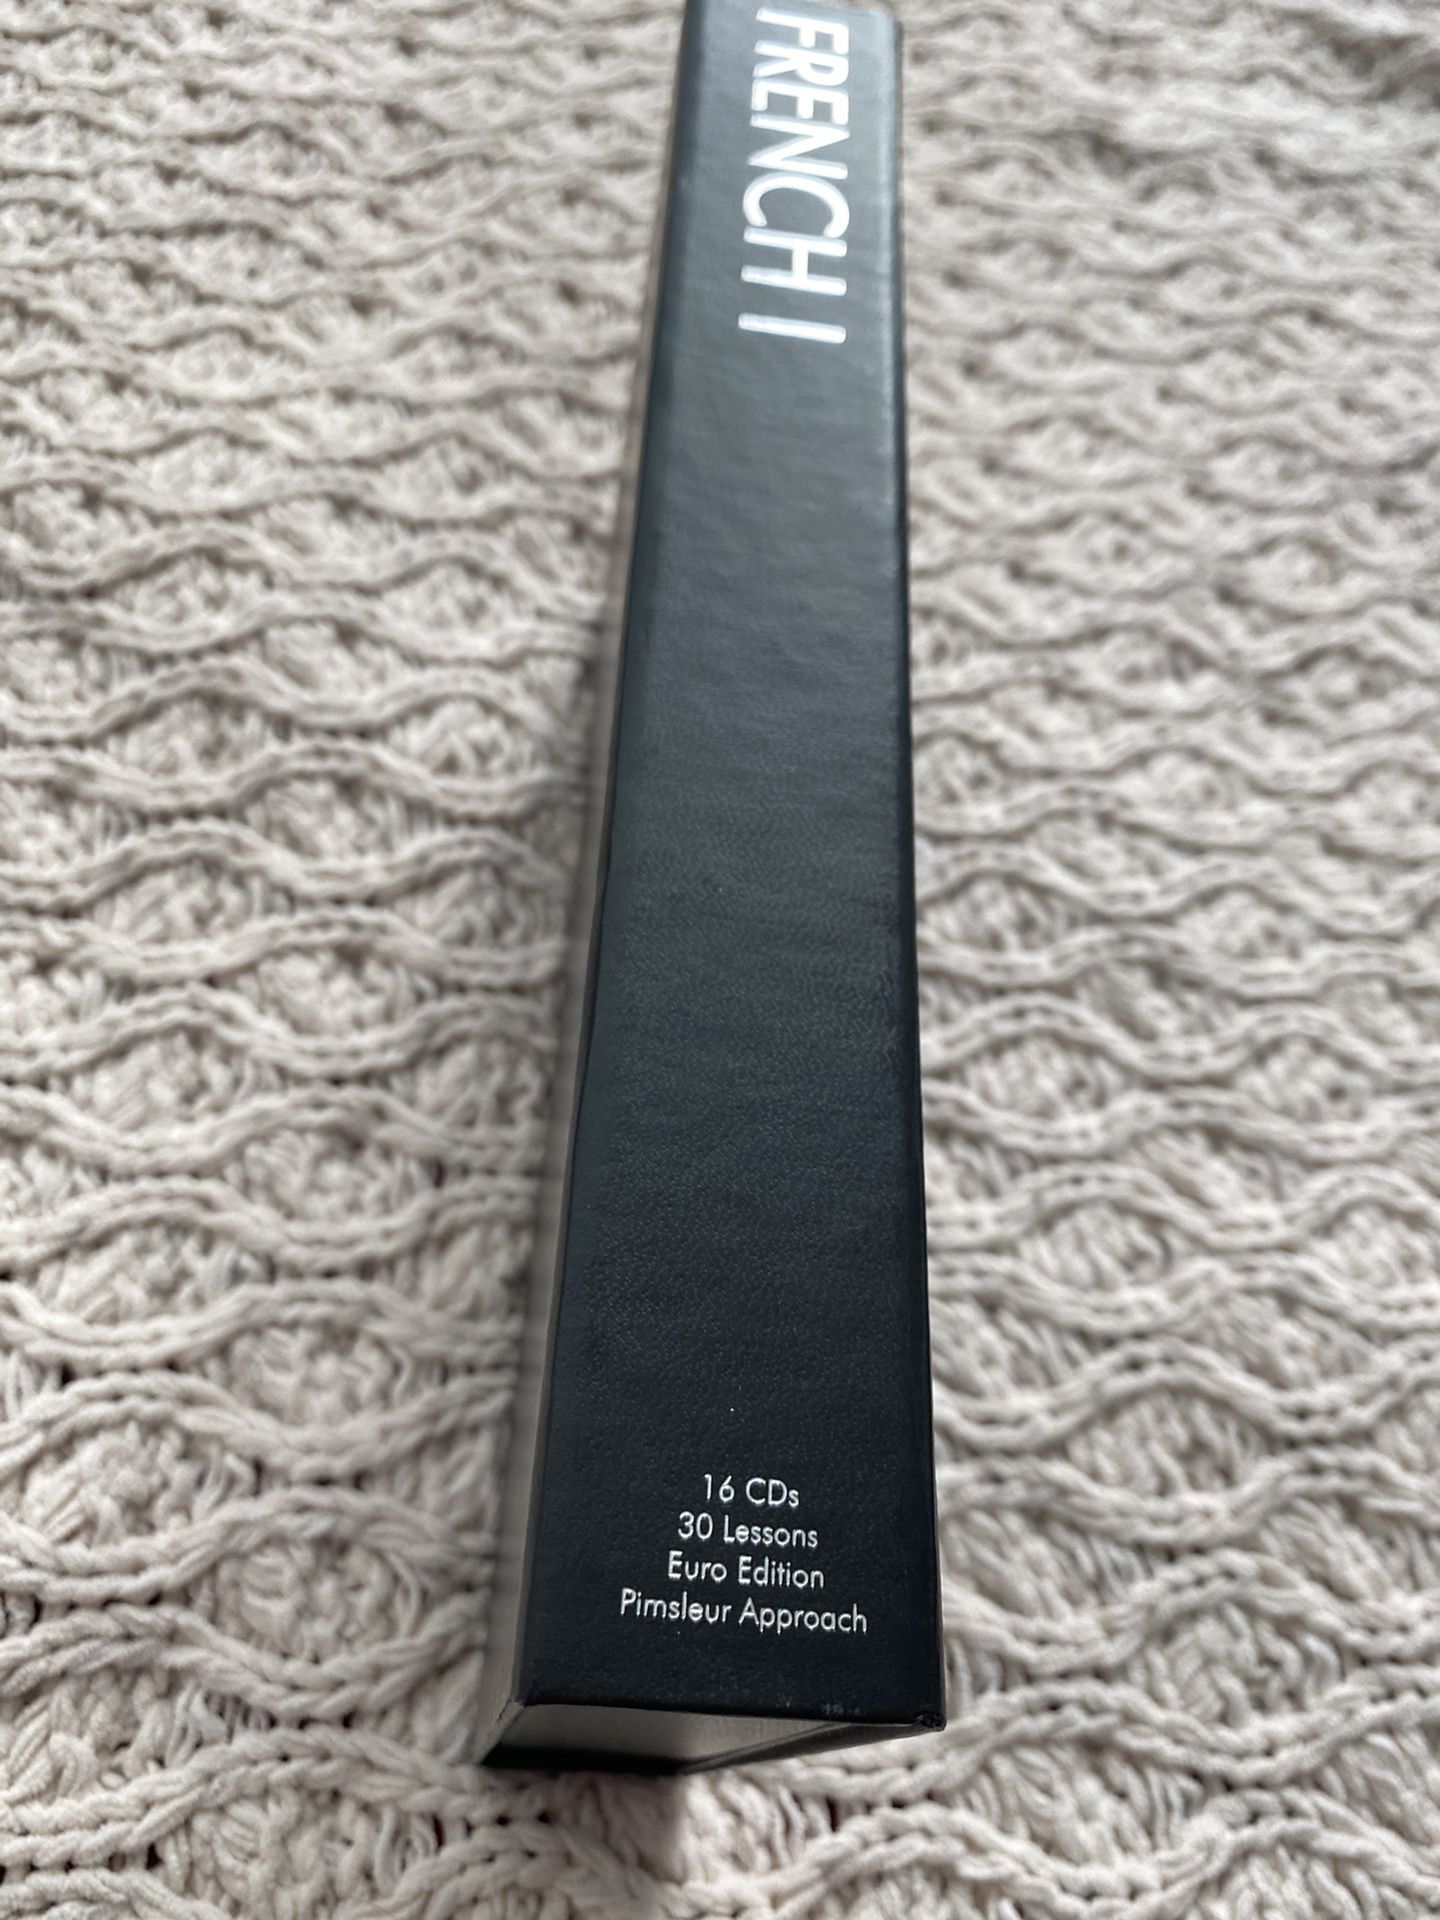 FRENCH I
16 CDs
30 Lessons
Euro Edition
Pimsleur Approach